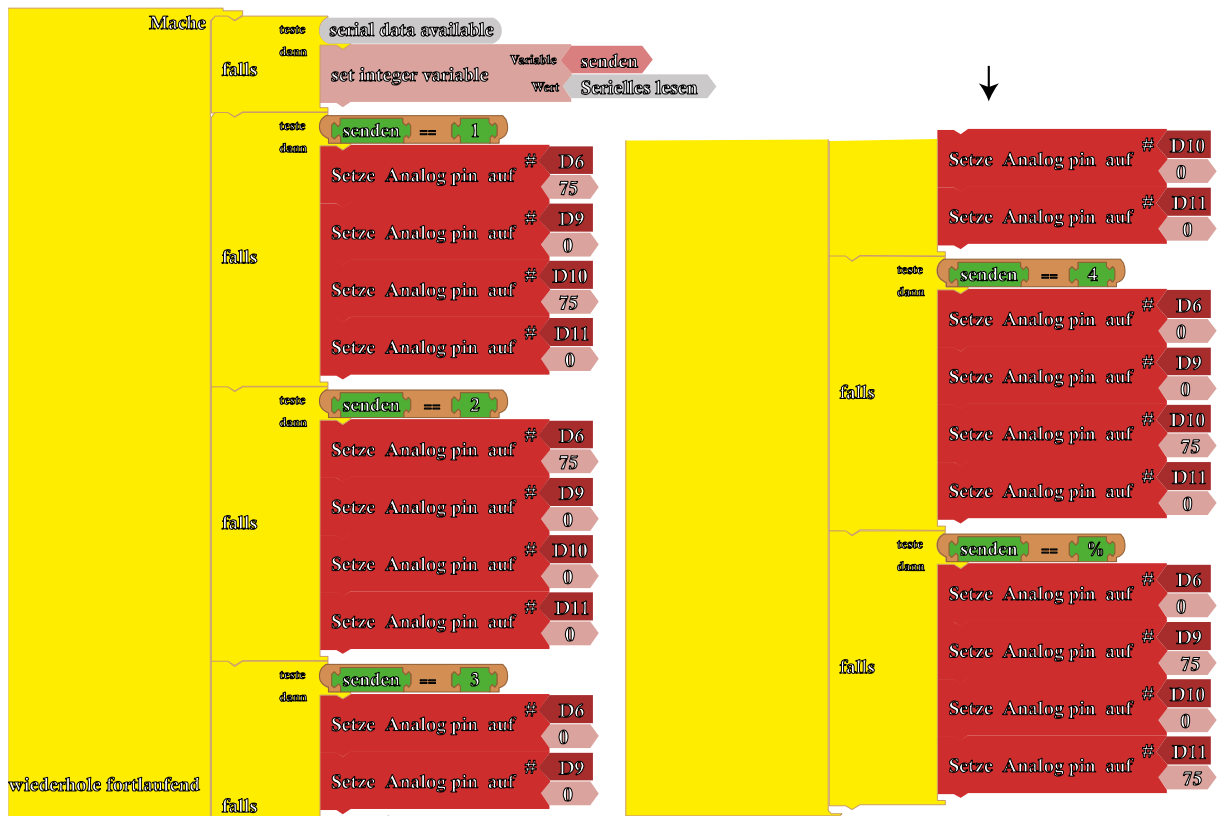 Mache
teste serial data available
dann
falls set integer variable Variable senden
Wert Serielles lesen
teste senden == 1
dann
falls
Setze Analog pin auf # D6
75
Setze Analog pin auf # D9
0
Setze Analog pin auf # D10
75
Setze Analog pin auf # D11
0
teste senden == 2
dann
falls
Setze Analog pin auf # D6
75
Setze Analog pin auf # D9
0
Setze Analog pin auf # D10
0
Setze Analog pin auf # D11
0
teste senden == 3
dann
falls
Setze Analog pin auf # D6
0
Setze Analog pin auf # D9
0
wiederhole fortlaufend
Setze Analog pin auf # D10
0
Setze Analog pin auf # D11
0
teste senden == 4
dann
falls
Setze Analog pin auf # D6
0
Setze Analog pin auf # D9
0
Setze Analog pin auf # D10
75
Setze Analog pin auf # D11
0
teste senden == %
dann
falls
Setze Analog pin auf # D6
0
Setze Analog pin auf # D9
75
Setze Analog pin auf # D10
0
Setze Analog pin auf # D11
75